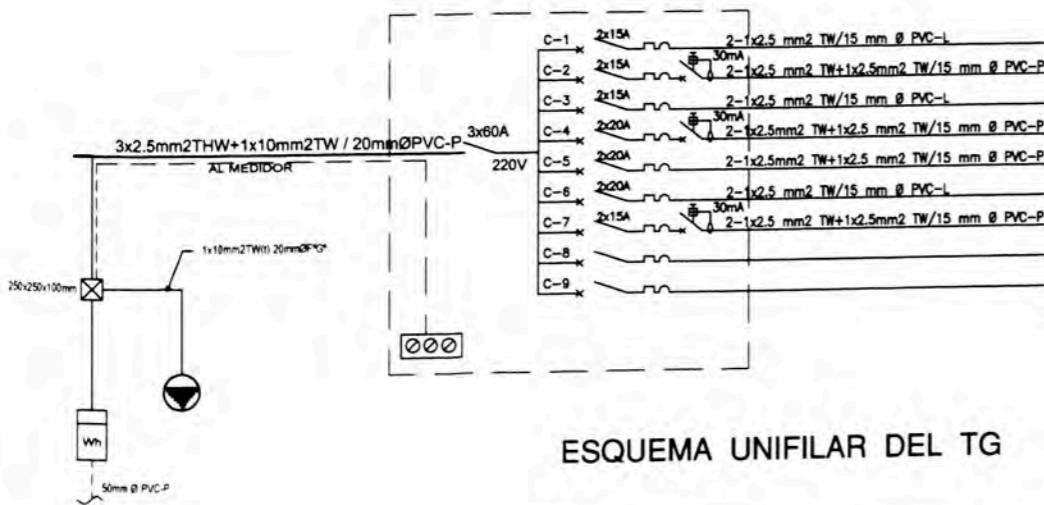 C-1 2x15A 2-1x2.5 mm2 TW/15 mm Ø PVC-L
30mA
C-2 2x15A 2-1x2.5 mm2 TW+1x2.5mm2 TW/15 mm Ø PVC-P
C-3 2x15A 2-1x2.5 mm2 TW/15 mm Ø PVC-L
30mA
C-4 2x20A 2-1x2.5mm2 TW+1x2.5 mm2 TW/15 mm Ø PVC-P
C-5 2x20A 2-1x2.5mm2 TW+1x2.5 mm2 TW/15 mm Ø PVC-P
C-6 2x20A 2-1x2.5 mm2 TW/15 mm Ø PVC-L
30mA
C-7 2x15A 2-1x2.5 mm2 TW+1x2.5mm2 TW/15 mm Ø PVC-P
C-8
C-9
3x60A
220V
3x2.5mm2THW+1x10mm2TW / 20mmØPVC-P
AL MEDIDOR
1x10mm2TW(t) 20mmØF°G°
250x250x100mm
Wh
50mm Ø PVC-P
ESQUEMA UNIFILAR DEL TG